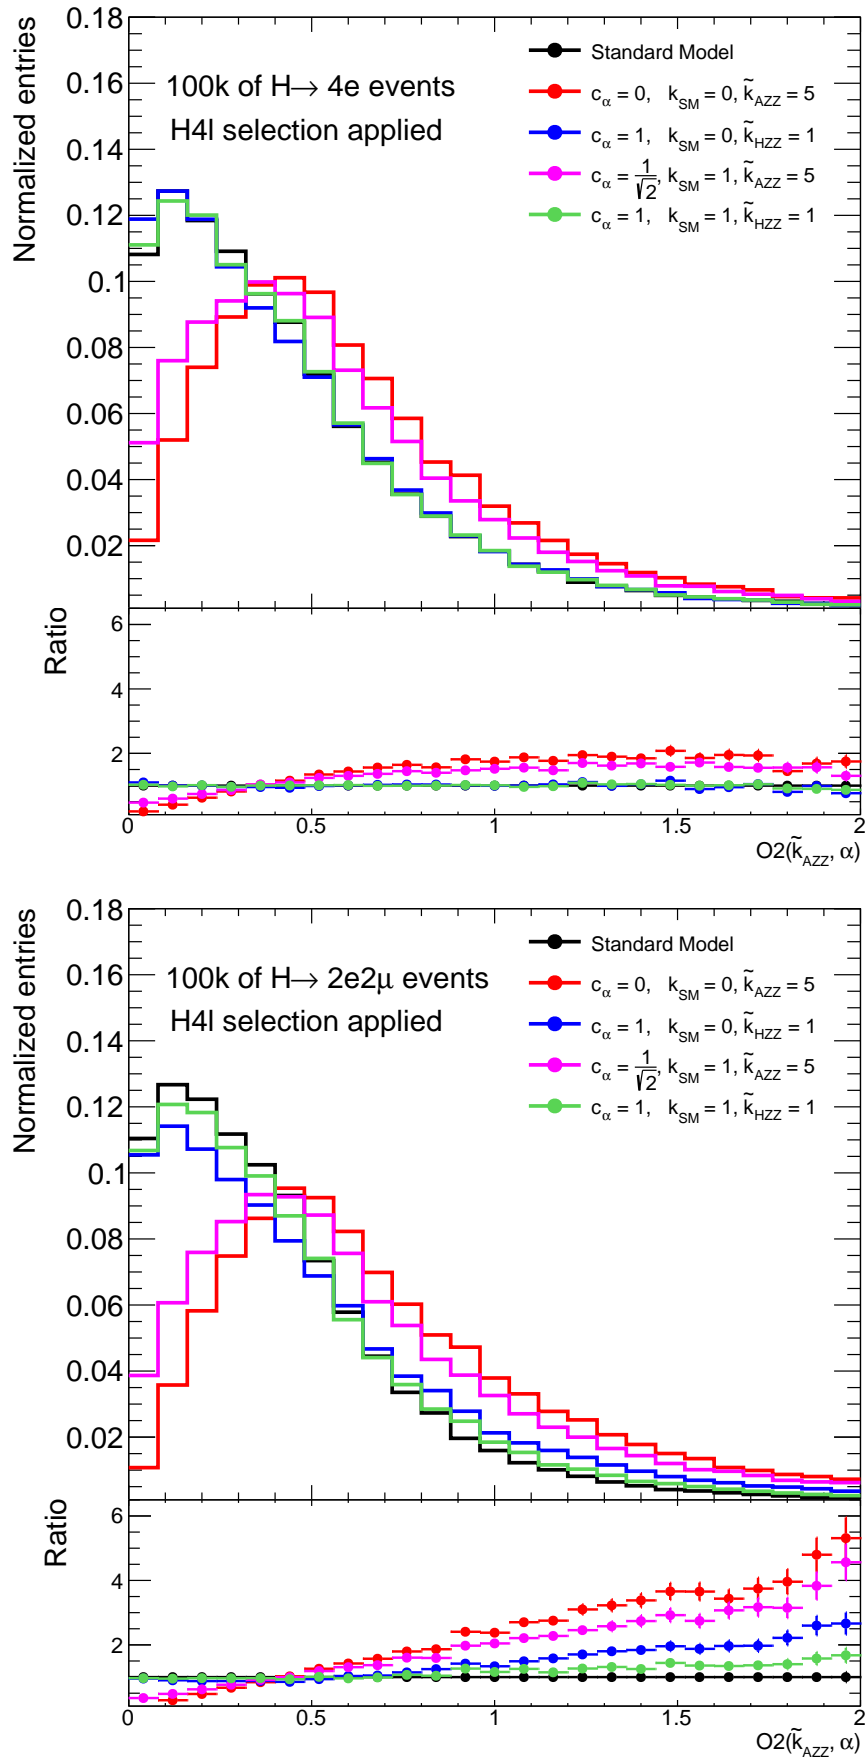 0.18
0.16
0.14
0.12
0.1
0.08
0.06
0.04
0.02
Normalized entries
100k of H→ 4e events
H4l selection applied
Standard Model
c_α = 0, k_SM = 0, k̃_AZZ = 5
c_α = 1, k_SM = 0, k̃_HZZ = 1
c_α = 1/√2, k_SM = 1, k̃_AZZ = 5
c_α = 1, k_SM = 1, k̃_HZZ = 1
Ratio
6
4
2
0 0.5 1 1.5 2
O2(k̃_AZZ, α)
0.18
0.16
0.14
0.12
0.1
0.08
0.06
0.04
0.02
Normalized entries
100k of H→ 2e2μ events
H4l selection applied
Standard Model
c_α = 0, k_SM = 0, k̃_AZZ = 5
c_α = 1, k_SM = 0, k̃_HZZ = 1
c_α = 1/√2, k_SM = 1, k̃_AZZ = 5
c_α = 1, k_SM = 1, k̃_HZZ = 1
Ratio
6
4
2
0 0.5 1 1.5 2
O2(k̃_AZZ, α)